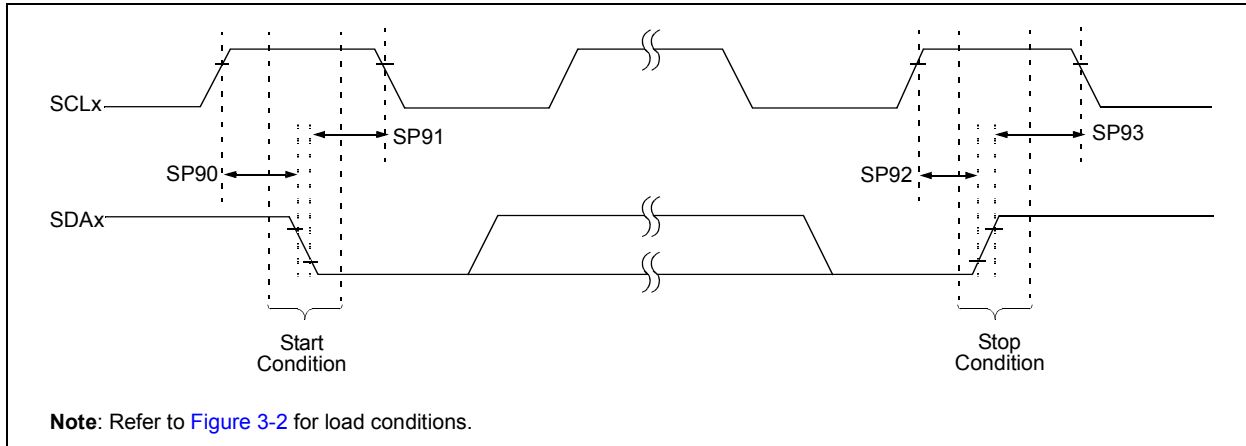 SCLx
SP91
SP93
SP90
SP92
SDAx
Start
Condition
Stop
Condition
Note: Refer to Figure 3-2 for load conditions.